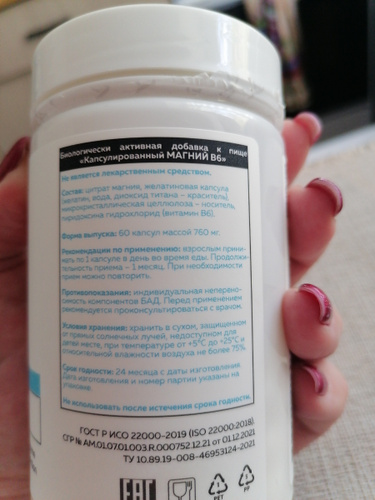 Биологически активная добавка к пище
«Капсулированный МАГНИЙ B6»
Не является лекарственным средством.
Состав: цитрат магния, желатиновая капсула
(желатин, вода, диоксид титана – краситель),
микрокристаллическая целлюлоза – носитель,
пиридоксина гидрохлорид (витамин B6).
Форма выпуска: 60 капсул массой 760 мг.
Рекомендации по применению: взрослым прини-
мать по 1 капсуле в день во время еды. Продолжи-
тельность приема – 1 месяц. При необходимости
прием можно повторить.
Противопоказания: индивидуальная неперено-
симость компонентов БАД. Перед применением
рекомендуется проконсультироваться с врачом.
Условия хранения: хранить в сухом, защищенном
от прямых солнечных лучей, недоступном для
детей месте, при температуре от +5°C до +25°C и
относительной влажности воздуха не более 75%.
Срок годности: 24 месяца с даты изготовления.
Дата изготовления и номер партии указаны на
упаковке.
Не использовать после истечения срока годности.
ГОСТ Р ИСО 22000-2019 (ISO 22000:2018).
СГР № AM.01.07.01.003.R.000752.12.21 от 01.12.2021
ТУ 10.89.19-008-46953124-2021
EAC
PET
PP